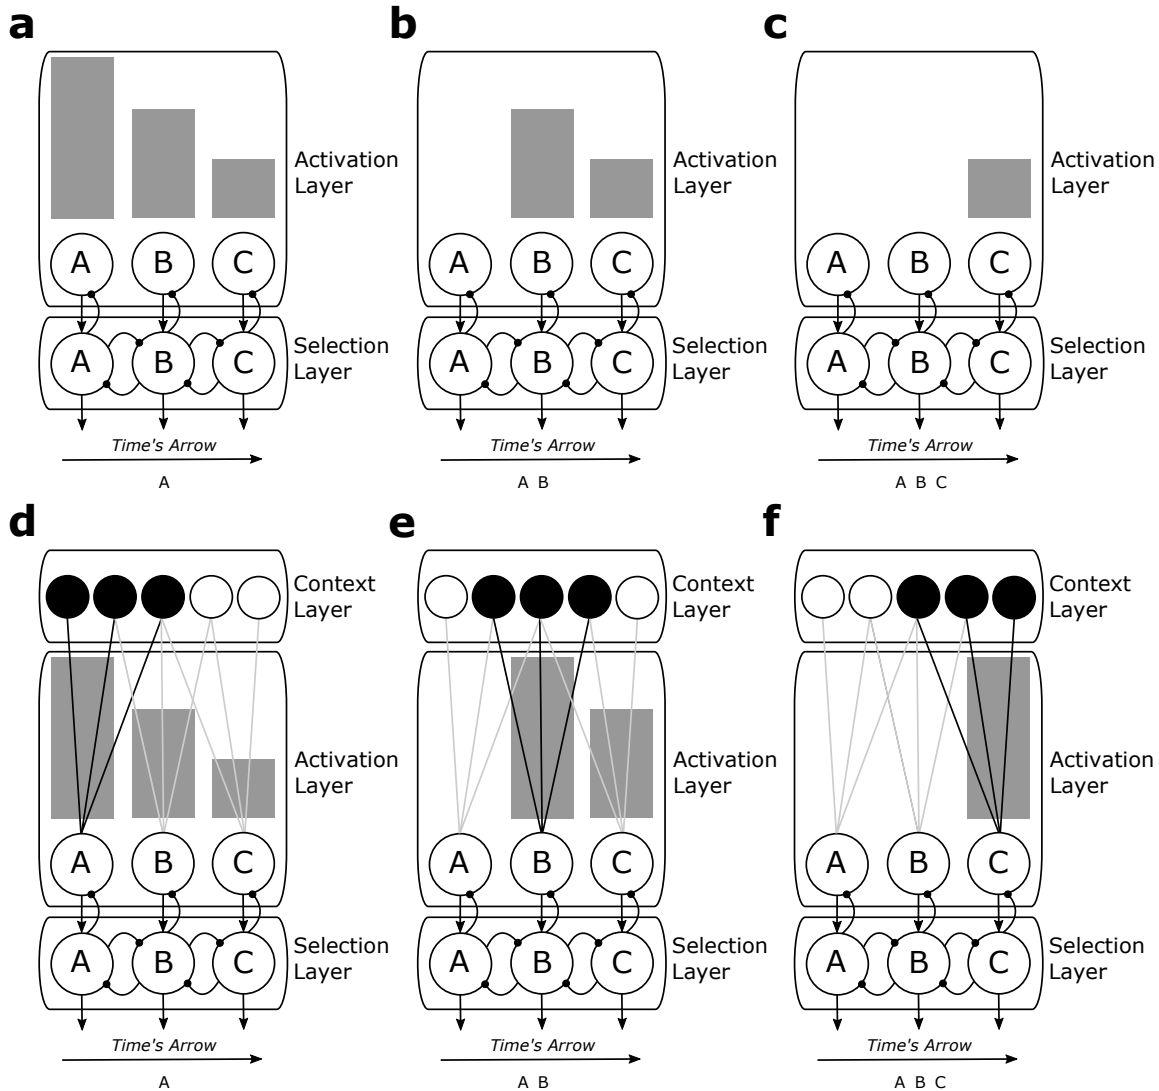 a
Activation
Layer
A B C
A B C
Selection
Layer
Time's Arrow
A
b
Activation
Layer
A B C
A B C
Selection
Layer
Time's Arrow
A B
c
Activation
Layer
A B C
A B C
Selection
Layer
Time's Arrow
A B C
d
Context
Layer
Activation
Layer
A B C
A B C
Selection
Layer
Time's Arrow
A
e
Context
Layer
Activation
Layer
A B C
A B C
Selection
Layer
Time's Arrow
A B
f
Context
Layer
Activation
Layer
A B C
A B C
Selection
Layer
Time's Arrow
A B C